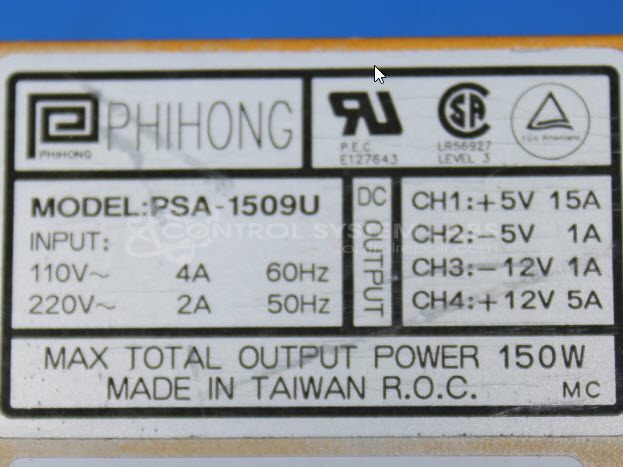 PHIHONG
PHIHONG
P.E.C.
E127643
LR56927
LEVEL 3
TÜV Rheinland
MODEL:PSA-1509U
INPUT:
110V~ 4A 60Hz
220V~ 2A 50Hz
DC OUTPUT
CH1:+5V 15A
CH2:-5V 1A
CH3:-12V 1A
CH4:+12V 5A
MAX TOTAL OUTPUT POWER 150W
MADE IN TAIWAN R.O.C. MC